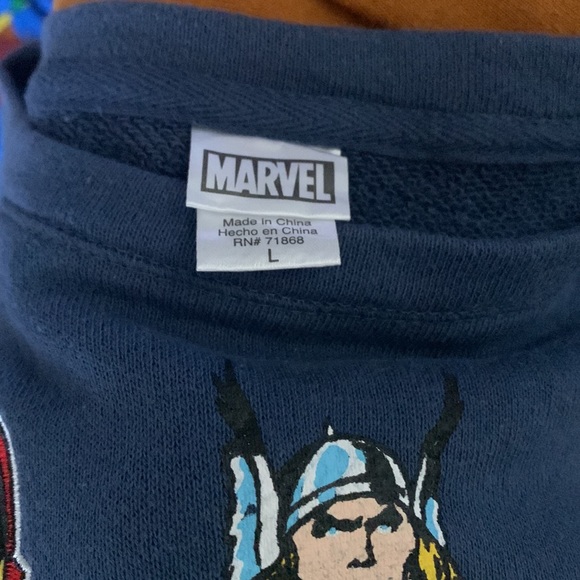 MARVEL
Made in China
Hecho en China
RN# 71868
L